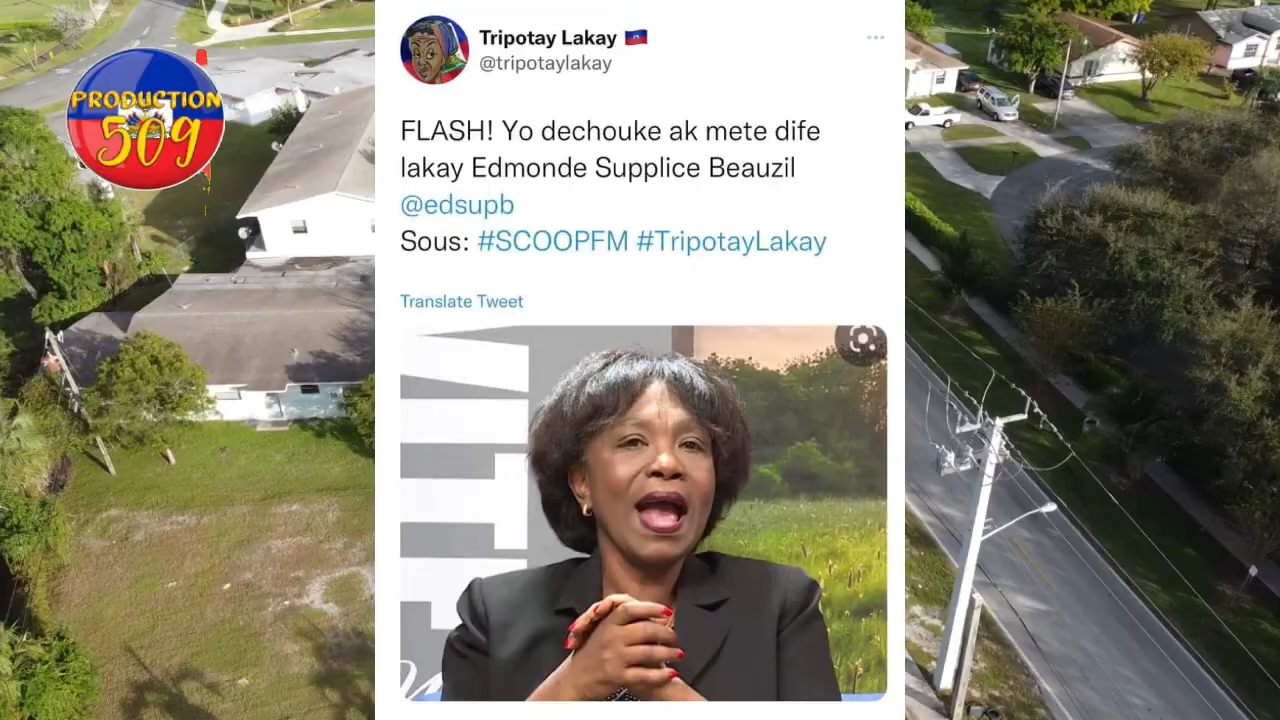 PRODUCTION
509
Tripotay Lakay 🇭🇹
@tripotaylakay
FLASH! Yo dechouke ak mete dife
lakay Edmonde Supplice Beauzil
@edsupb
Sous: #SCOOPFM #TripotayLakay
Translate Tweet